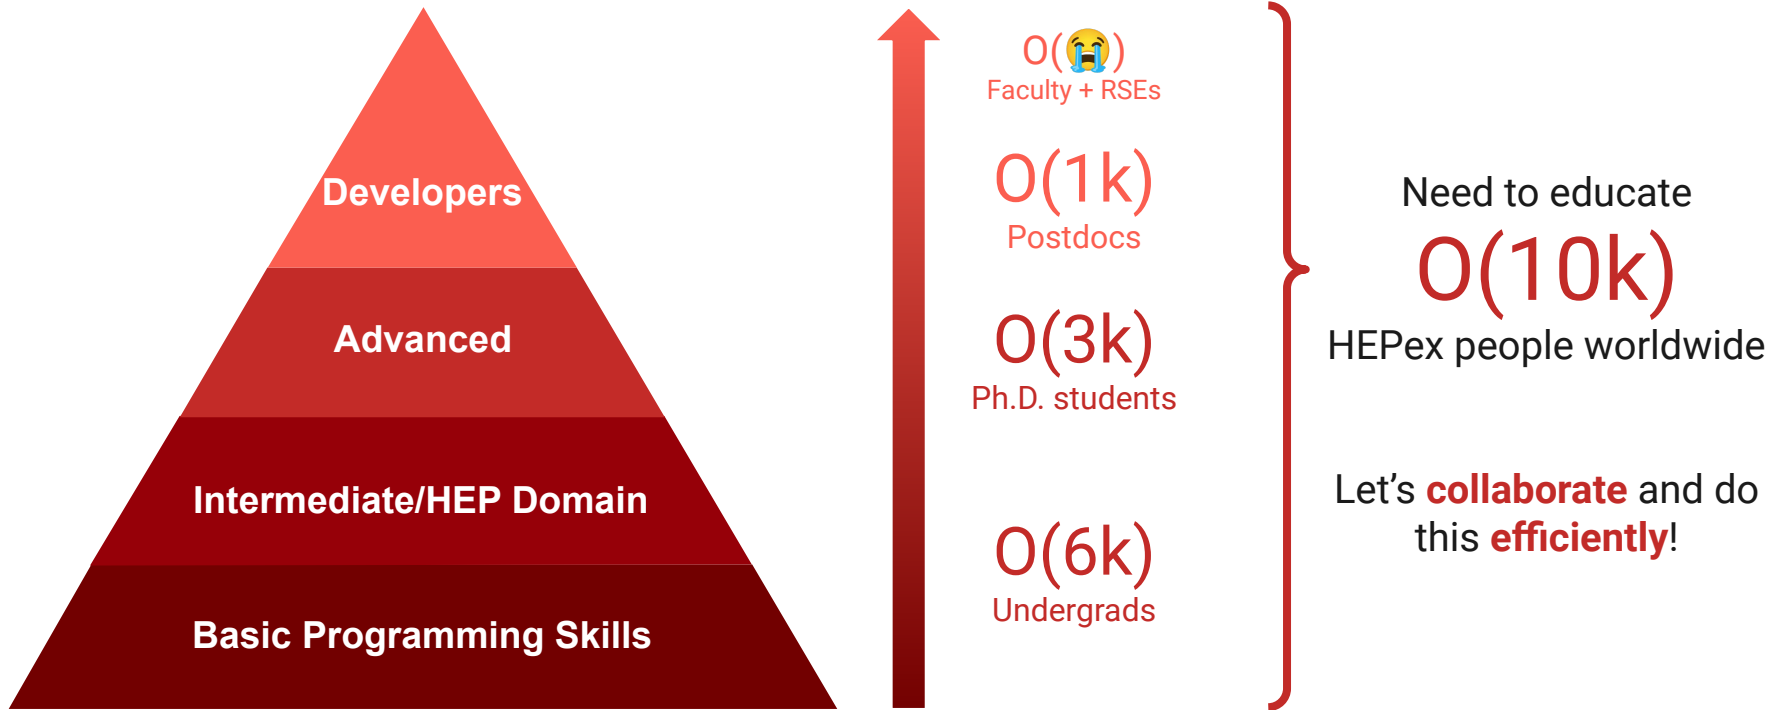 Developers
Advanced
Intermediate/HEP Domain
Basic Programming Skills
O(😭)
Faculty + RSEs
O(1k)
Postdocs
O(3k)
Ph.D. students
O(6k)
Undergrads
Need to educate
O(10k)
HEPex people worldwide
Let’s collaborate and do
this efficiently!